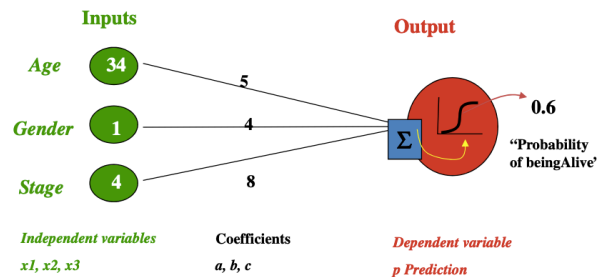 Inputs
Output
Age
34
5
0.6
Gender
1
4
Σ
"Probability
of beingAlive'
Stage
4
8
Independent variables
Coefficients
Dependent variable
x1, x2, x3
a, b, c
p Prediction